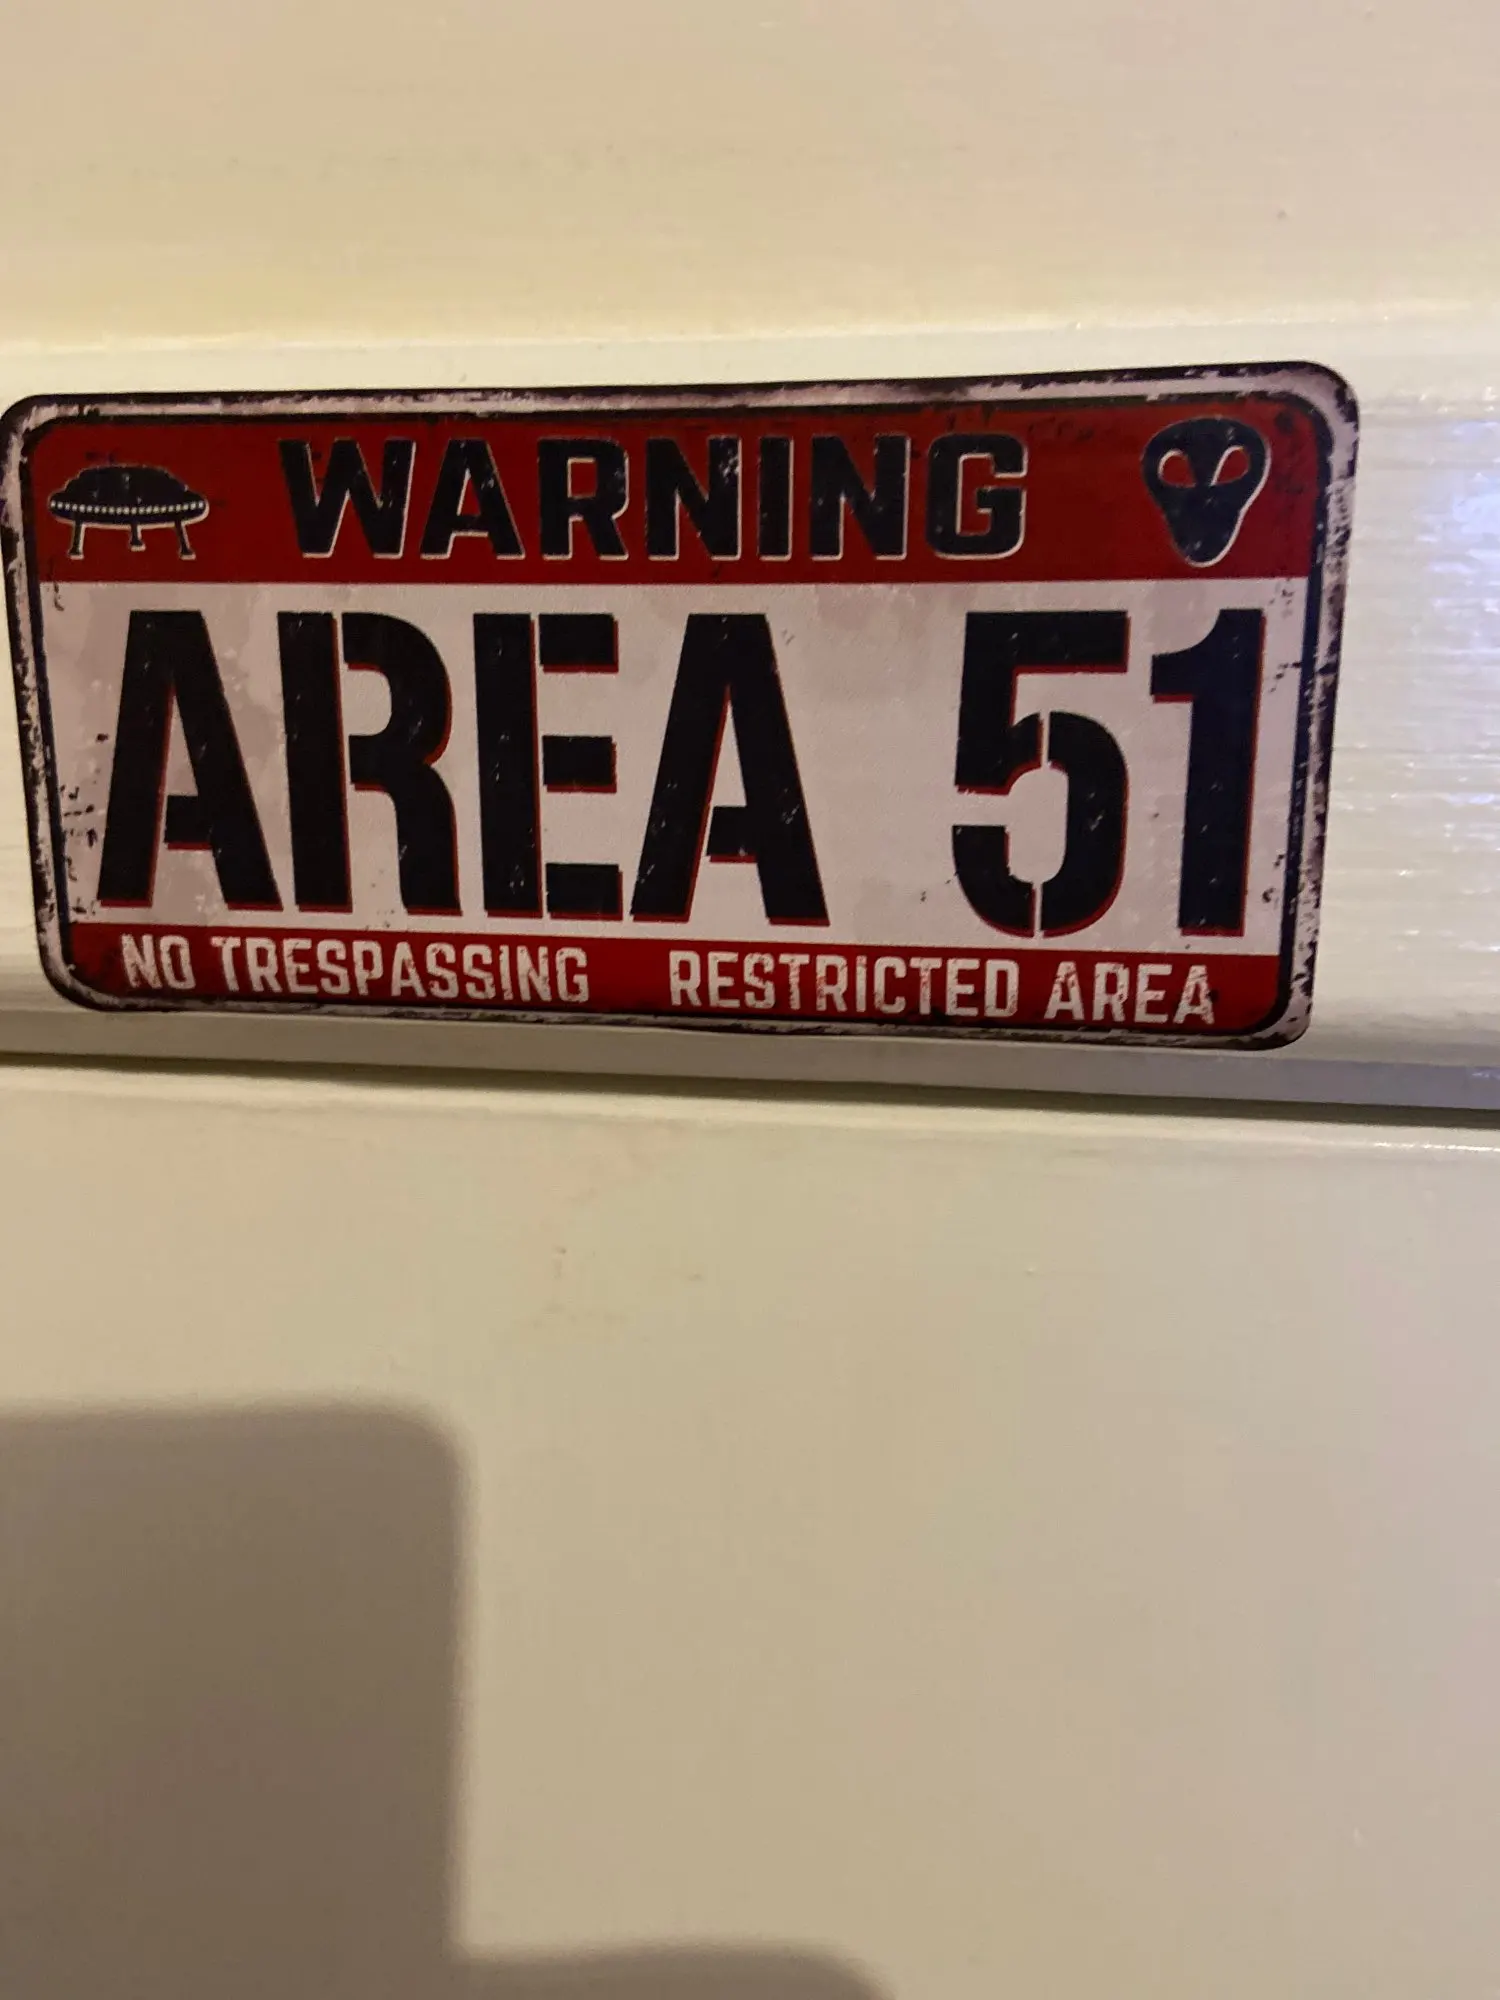 WARNING
AREA 51
NO TRESPASSING RESTRICTED AREA